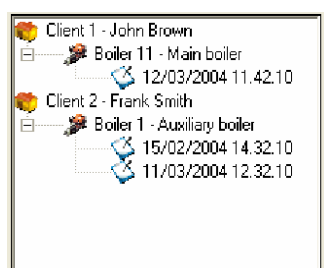 Client 1 - John Brown
Boiler 11 - Main boiler
12/03/2004 11.42.10
Client 2 - Frank Smith
Boiler 1 - Auxiliary boiler
15/02/2004 14.32.10
11/03/2004 12.32.10